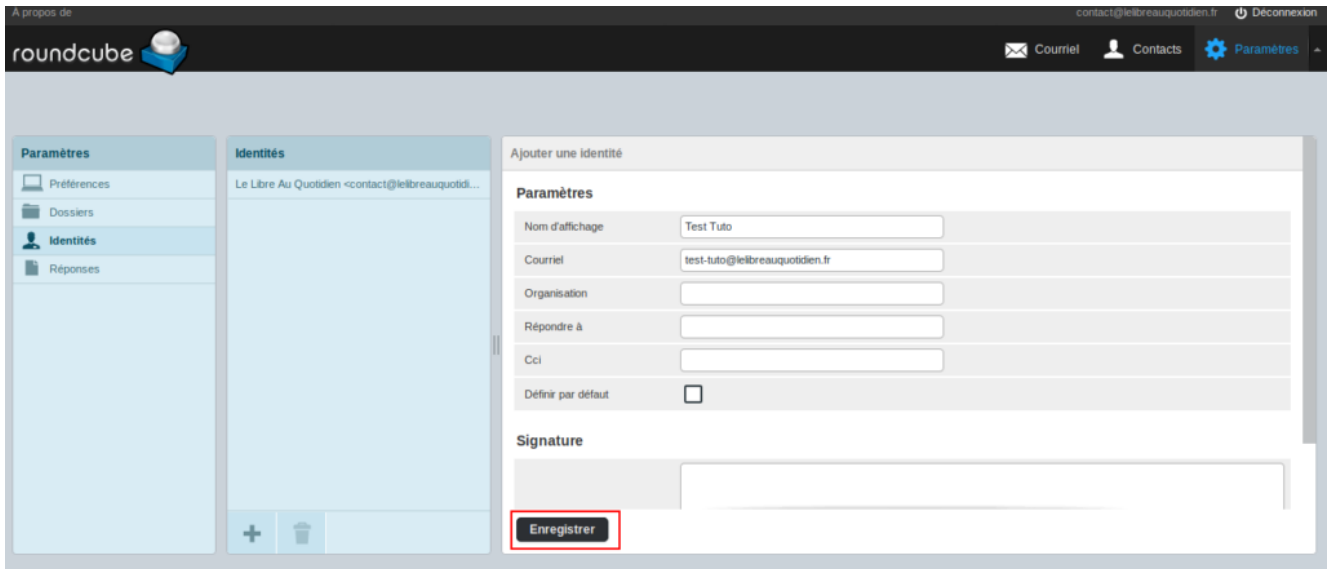 A propos de
contact@lelibreauquotidien.fr Déconnexion
roundcube
Courriel Contacts Paramètres
Paramètres
Préférences
Dossiers
Identités
Réponses
Identités
Le Libre Au Quotidien <contact@lelibreauquotidi...
Ajouter une identité
Paramètres
Nom d'affichage Test Tuto
Courriel test-tuto@lelibreauquotidien.fr
Organisation
Répondre à
Cci
Définir par défaut
Signature
Enregistrer